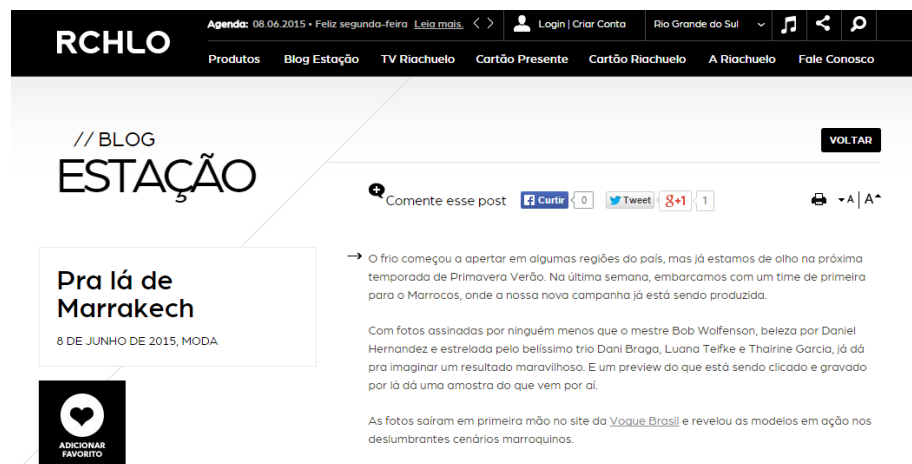 RCHLO
Agenda: 08.06.2015 • Feliz segunda-feira Leia mais.
Login | Criar Conta
Rio Grande do Sul
Produtos Blog Estação TV Riachuelo Cartão Presente Cartão Riachuelo A Riachuelo Fale Conosco
// BLOG
ESTAÇÃO
VOLTAR
Comente esse post
Curtir 0
Tweet
g+1 1
A | A
Pra lá de
Marrakech
8 DE JUNHO DE 2015, MODA
ADICIONAR
FAVORITO
O frio começou a apertar em algumas regiões do país, mas já estamos de olho na próxima
temporada de Primavera Verão. Na última semana, embarcamos com um time de primeira
para o Marrocos, onde a nossa nova campanha já está sendo produzida.
Com fotos assinadas por ninguém menos que o mestre Bob Wolfenson, beleza por Daniel
Hernandez e estrelada pelo belíssimo trio Dani Braga, Luana Teifke e Thairine Garcia, já dá
pra imaginar um resultado maravilhoso. E um preview do que está sendo clicado e gravado
por lá dá uma amostra do que vem por aí.
As fotos saíram em primeira mão no site da Vogue Brasil e revelou as modelos em ação nos
deslumbrantes cenários marroquinos.